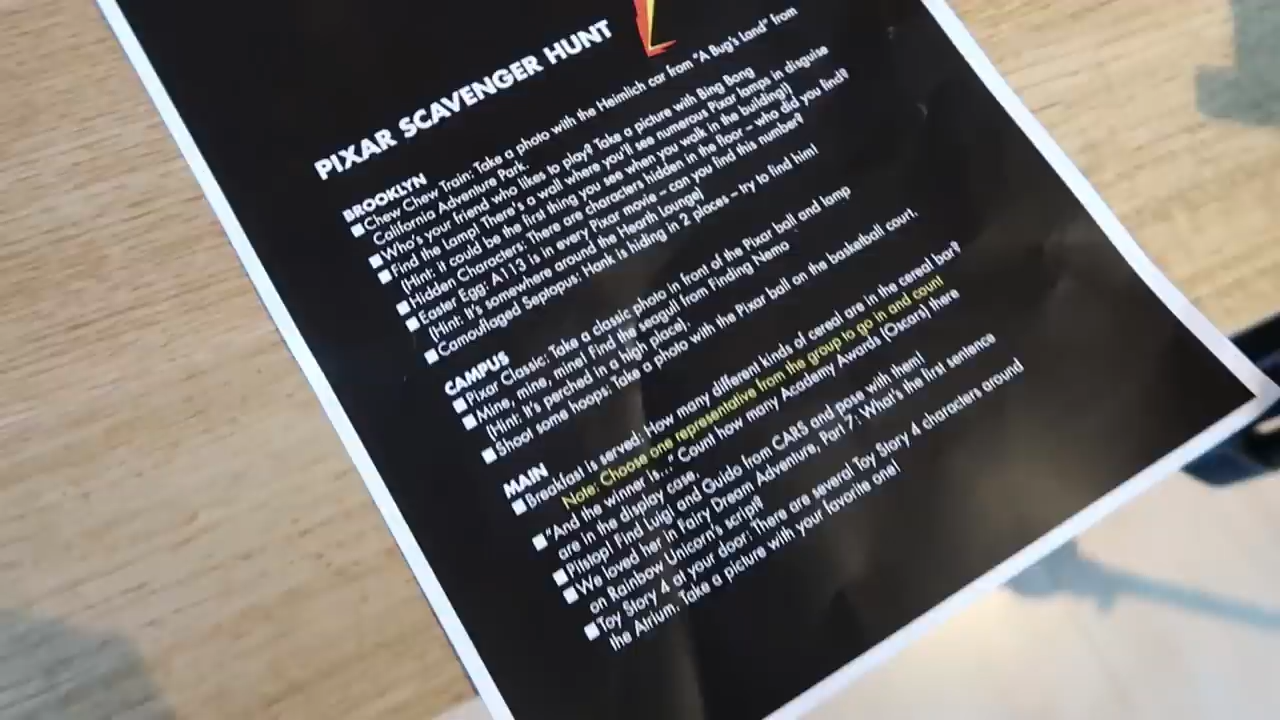 PIXAR SCAVENGER HUNT
BROOKLYN
Chew Chew Train: Take a photo with the Heimlich car from "A Bug's Land" from
California Adventure Park.
Who's your friend who likes to play? Take a picture with Bing Bong
Find the Lamp! There's a wall where you'll see numerous Pixar lamps in disguise
(Hint: it could be the first thing you see when you walk in the building!)
Hidden Characters: There are characters hidden in the floor – who did you find?
Easter Egg: A113 is in every Pixar movie – can you find this number?
(Hint: It's somewhere around the Hearth Lounge)
Camouflaged Septopus: Hank is hiding in 2 places – try to find him!
CAMPUS
Pixar Classic: Take a classic photo in front of the Pixar ball and lamp
Mine, mine, mine! Find the seagull from Finding Nemo
(Hint: it's perched in a high place)
Shoot some hoops: Take a photo with the Pixar ball on the basketball court.
MAIN
Breakfast is served: How many different kinds of cereal are in the cereal bar?
Note: Choose one representative from the group to go in and count
"And the winner is..." Count how many Academy Awards (Oscars) there
are in the display case.
Pitstop! Find Luigi and Guido from CARS and pose with them!
We loved her in Fairy Dream Adventure, Part 7: What's the first sentence
on Rainbow Unicorn's script?
Toy Story 4 at your door: There are several Toy Story 4 characters around
the Atrium. Take a picture with your favorite one!